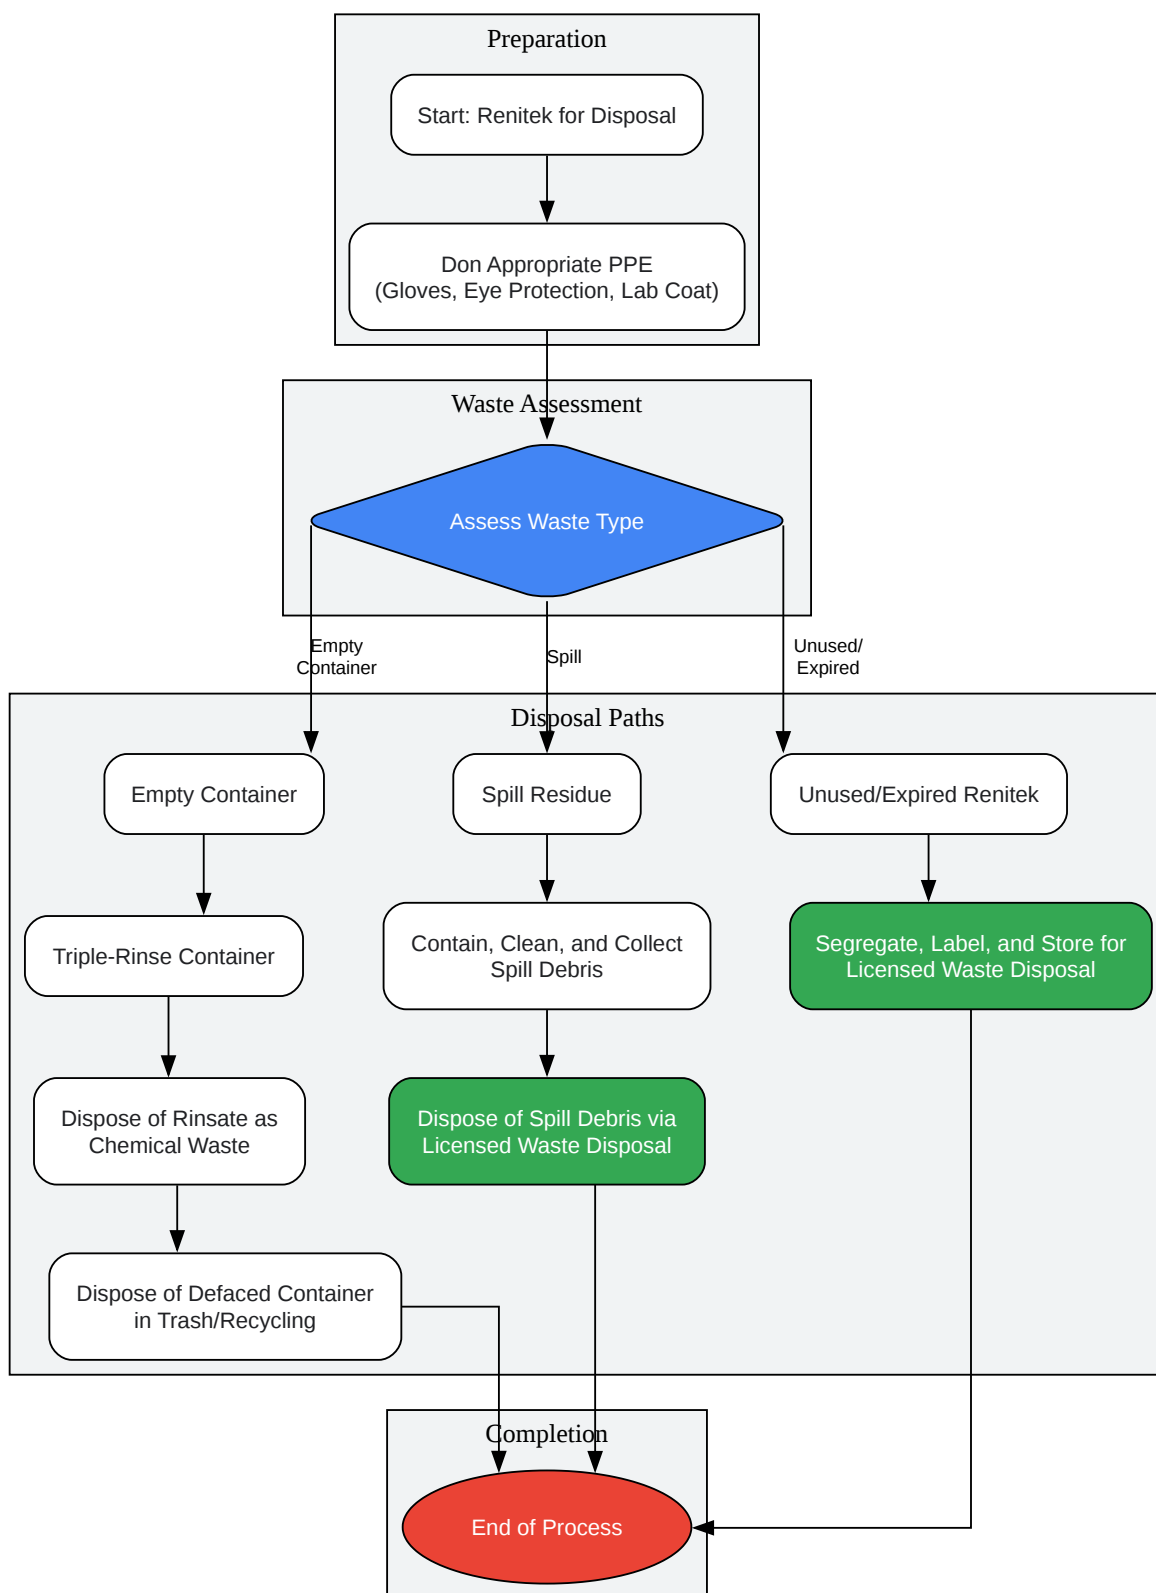 Preparation
Start: Renitek for Disposal
Don Appropriate PPE
(Gloves, Eye Protection, Lab Coat)
Waste Assessment
Assess Waste Type
Empty
Container
Spill
Unused/
Expired
Disposal Paths
Empty Container
Spill Residue
Unused/Expired Renitek
Triple-Rinse Container
Contain, Clean, and Collect
Spill Debris
Segregate, Label, and Store for
Licensed Waste Disposal
Dispose of Rinsate as
Chemical Waste
Dispose of Spill Debris via
Licensed Waste Disposal
Dispose of Defaced Container
in Trash/Recycling
Completion
End of Process